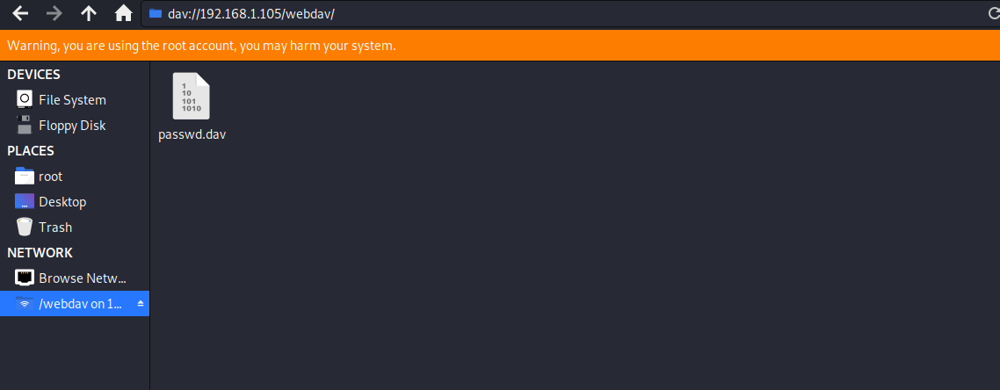 dav://192.168.1.105/webdav/
Warning, you are using the root account, you may harm your system.
DEVICES
File System
Floppy Disk
PLACES
root
Desktop
Trash
NETWORK
Browse Netw...
/webdav on 1...
1
10
101
1010
passwd.dav